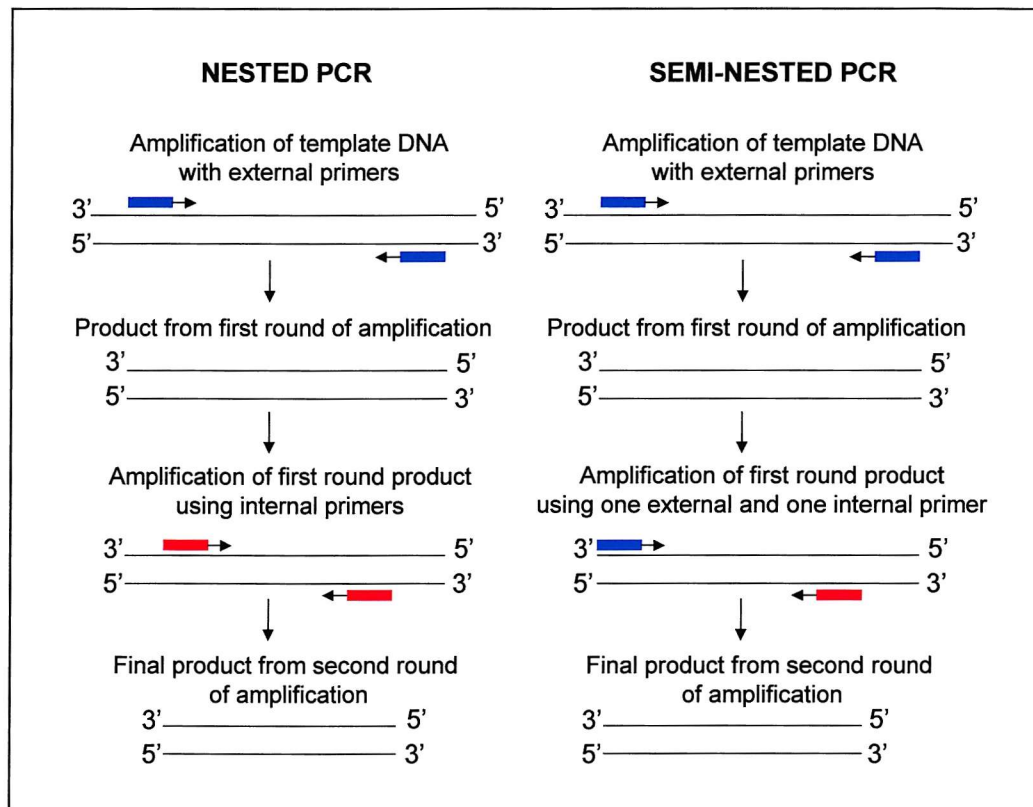 NESTED PCR
Amplification of template DNA
with external primers
3’ 5’
5’ 3’
Product from first round of amplification
3’ 5’
5’ 3’
Amplification of first round product
using internal primers
3’ 5’
5’ 3’
Final product from second round
of amplification
3’ 5’
5’ 3’
SEMI-NESTED PCR
Amplification of template DNA
with external primers
3’ 5’
5’ 3’
Product from first round of amplification
3’ 5’
5’ 3’
Amplification of first round product
using one external and one internal primer
3’ 5’
5’ 3’
Final product from second round
of amplification
3’ 5’
5’ 3’